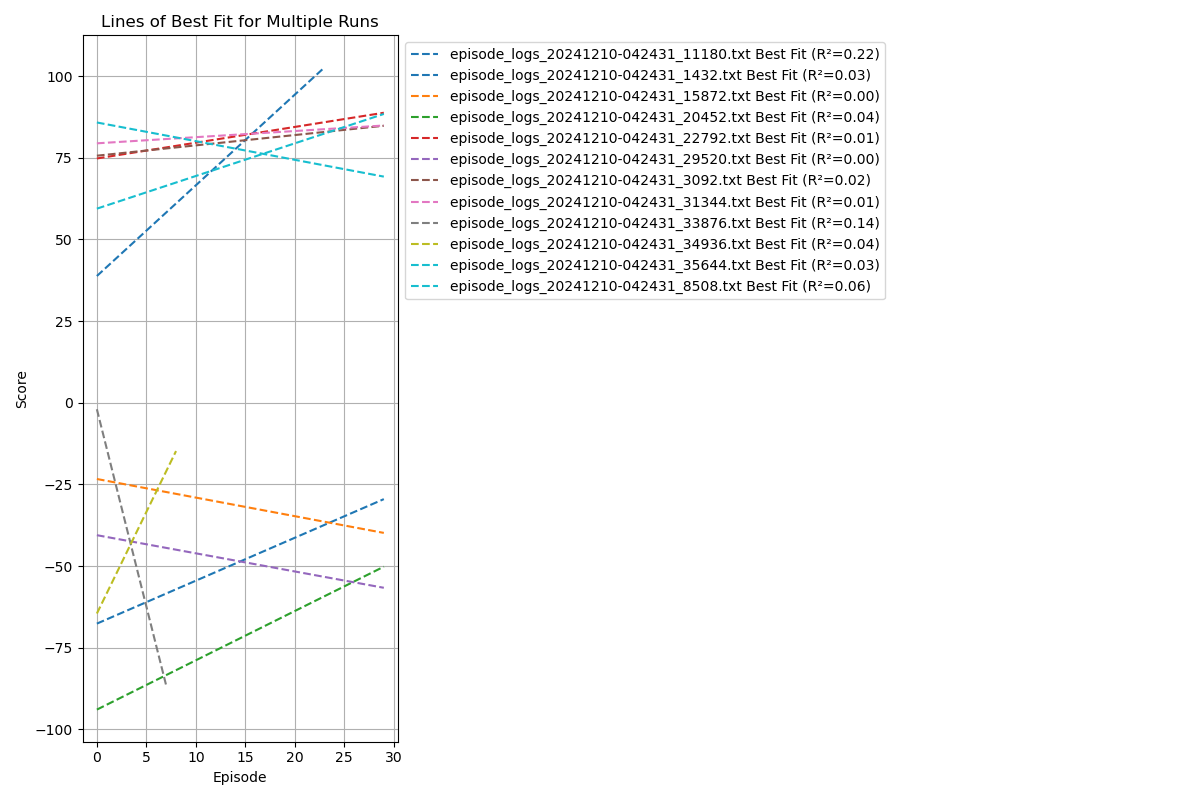 Lines of Best Fit for Multiple Runs
episode_logs_20241210-042431_11180.txt Best Fit (R²=0.22)
episode_logs_20241210-042431_1432.txt Best Fit (R²=0.03)
episode_logs_20241210-042431_15872.txt Best Fit (R²=0.00)
episode_logs_20241210-042431_20452.txt Best Fit (R²=0.04)
episode_logs_20241210-042431_22792.txt Best Fit (R²=0.01)
episode_logs_20241210-042431_29520.txt Best Fit (R²=0.00)
episode_logs_20241210-042431_3092.txt Best Fit (R²=0.02)
episode_logs_20241210-042431_31344.txt Best Fit (R²=0.01)
episode_logs_20241210-042431_33876.txt Best Fit (R²=0.14)
episode_logs_20241210-042431_34936.txt Best Fit (R²=0.04)
episode_logs_20241210-042431_35644.txt Best Fit (R²=0.03)
episode_logs_20241210-042431_8508.txt Best Fit (R²=0.06)
Score
100
75
50
25
0
−25
−50
−75
−100
0 5 10 15 20 25 30
Episode